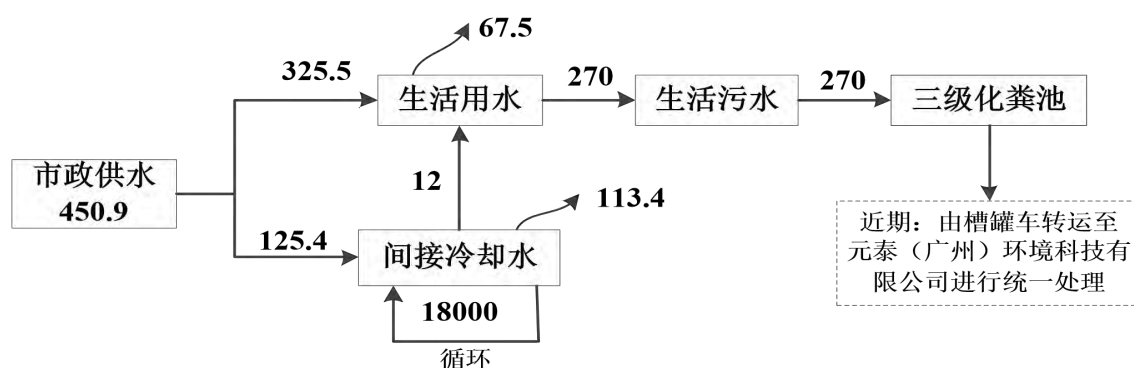 67.5
325.5
生活用水
270
生活污水
270
三级化粪池
市政供水
450.9
12
113.4
125.4
间接冷却水
近期：由槽罐车转运至
元泰（广州）环境科技有
限公司进行统一处理
18000
循环